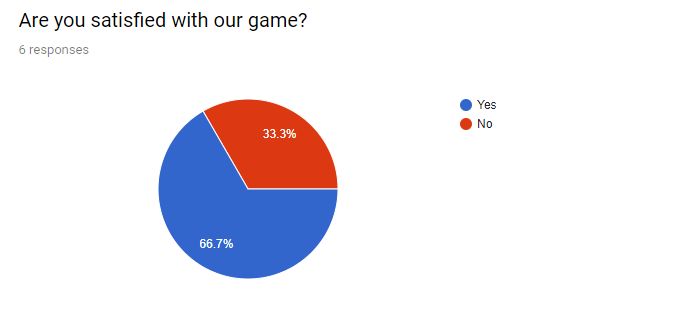 Are you satisfied with our game?
6 responses
Yes
No
33.3%
66.7%